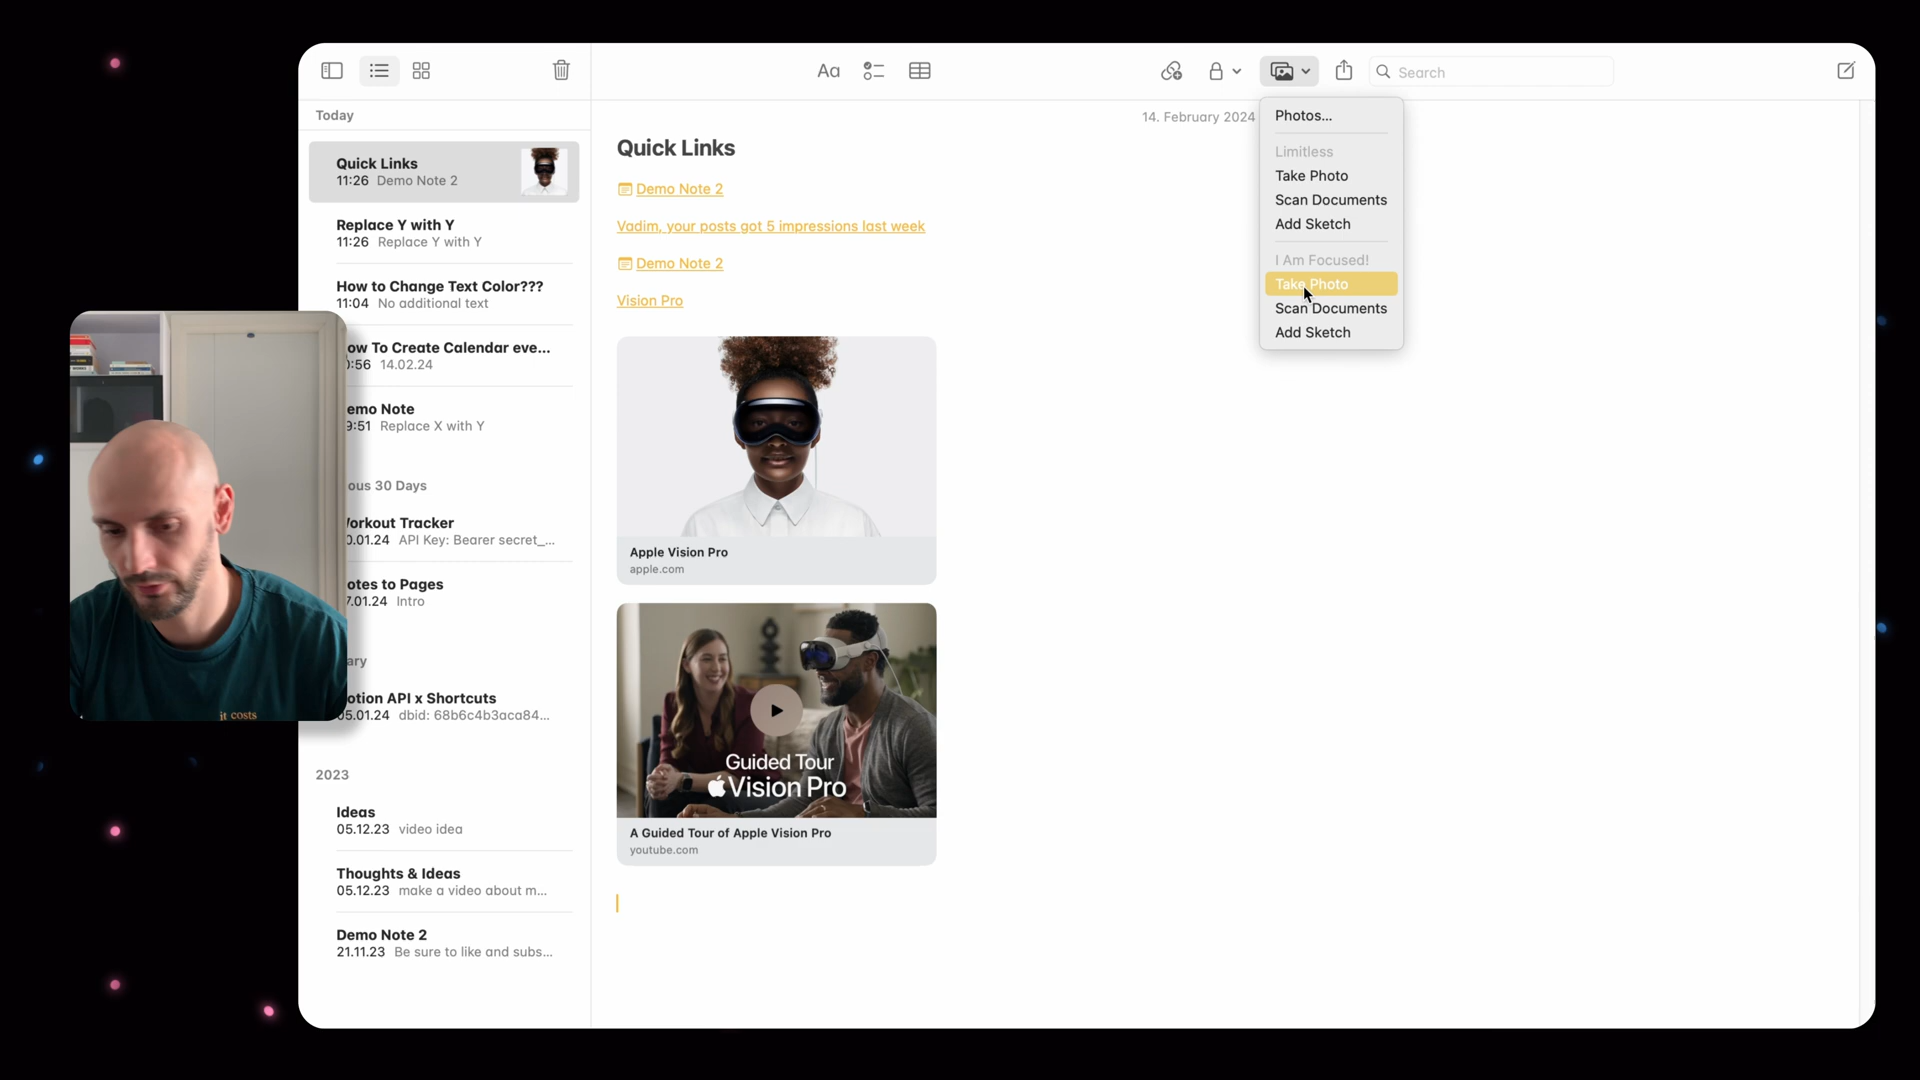 Aa
Search
Today
Quick Links
11:26 Demo Note 2
Replace Y with Y
11:26 Replace Y with Y
How to Change Text Color???
11:04 No additional text
ow To Create Calendar eve...
:56 14.02.24
emo Note
9:51 Replace X with Y
ous 30 Days
orkout Tracker
0.01.24 API Key: Bearer secret_...
otes to Pages
7.01.24 Intro
ary
otion API x Shortcuts
05.01.24 dbid: 68b6c4b3aca84...
2023
Ideas
05.12.23 video idea
Thoughts & Ideas
05.12.23 make a video about m...
Demo Note 2
21.11.23 Be sure to like and subs...
it costs
14. February 2024
Quick Links
Demo Note 2
Vadim, your posts got 5 impressions last week
Demo Note 2
Vision Pro
Apple Vision Pro
apple.com
Guided Tour
Vision Pro
A Guided Tour of Apple Vision Pro
youtube.com
Photos...
Limitless
Take Photo
Scan Documents
Add Sketch
I Am Focused!
Take Photo
Scan Documents
Add Sketch